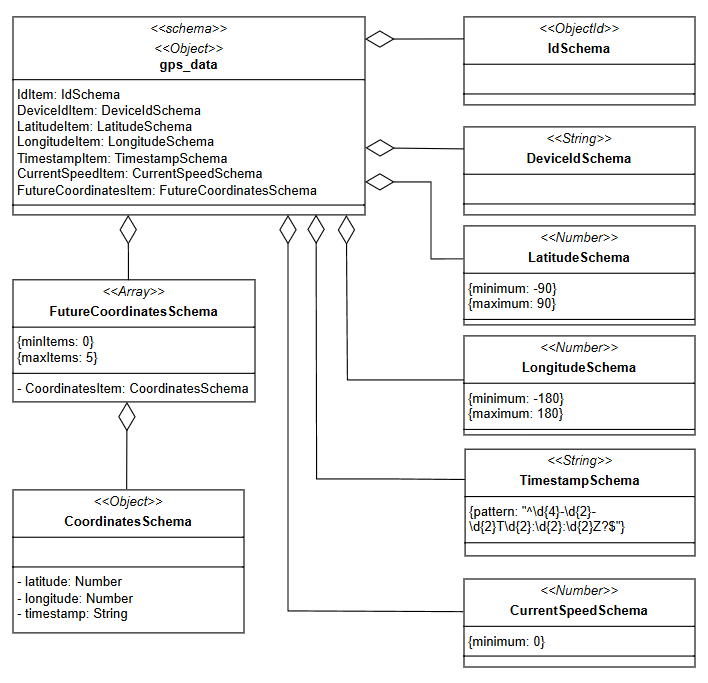 <<schema>>
<<Object>>
gps_data
IdItem: IdSchema
DeviceIdItem: DeviceIdSchema
LatitudeItem: LatitudeSchema
LongitudeItem: LongitudeSchema
TimestampItem: TimestampSchema
CurrentSpeedItem: CurrentSpeedSchema
FutureCoordinatesItem: FutureCoordinatesSchema
<<ObjectId>>
IdSchema
<<String>>
DeviceIdSchema
<<Number>>
LatitudeSchema
{minimum: -90}
{maximum: 90}
<<Array>>
FutureCoordinatesSchema
{minItems: 0}
{maxItems: 5}
- CoordinatesItem: CoordinatesSchema
<<Number>>
LongitudeSchema
{minimum: -180}
{maximum: 180}
<<String>>
TimestampSchema
{pattern: "^\d{4}-\d{2}-
\d{2}T\d{2}:\d{2}:\d{2}Z?$"}
<<Object>>
CoordinatesSchema
- latitude: Number
- longitude: Number
- timestamp: String
<<Number>>
CurrentSpeedSchema
{minimum: 0}